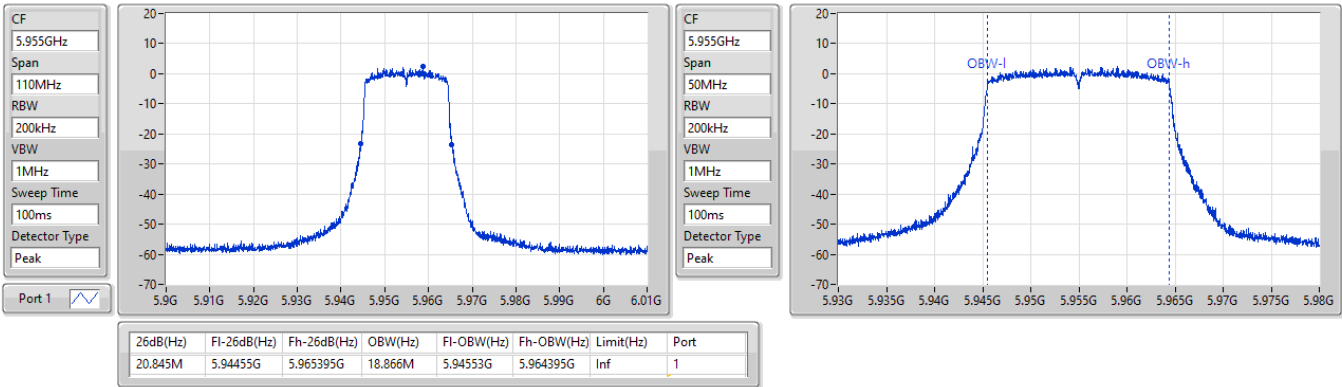 CF
5.955GHz
Span
110MHz
RBW
200kHz
VBW
1MHz
Sweep Time
100ms
Detector Type
Peak
Port 1
20-
10-
0-
-10-
-20-
-30-
-40-
-50-
-60-
-70-
5.9G 5.91G 5.92G 5.93G 5.94G 5.95G 5.96G 5.97G 5.98G 5.99G 6G 6.01G
CF
5.955GHz
Span
50MHz
RBW
200kHz
VBW
1MHz
Sweep Time
100ms
Detector Type
Peak
20-
10-
0-
-10-
-20-
-30-
-40-
-50-
-60-
-70-
OBW-l OBW-h
5.93G 5.935G 5.94G 5.945G 5.95G 5.955G 5.96G 5.965G 5.97G 5.975G 5.98G
26dB(Hz) Fl-26dB(Hz) Fh-26dB(Hz) OBW(Hz) Fl-OBW(Hz) Fh-OBW(Hz) Limit(Hz) Port
20.845M 5.94455G 5.965395G 18.866M 5.94553G 5.964395G Inf 1